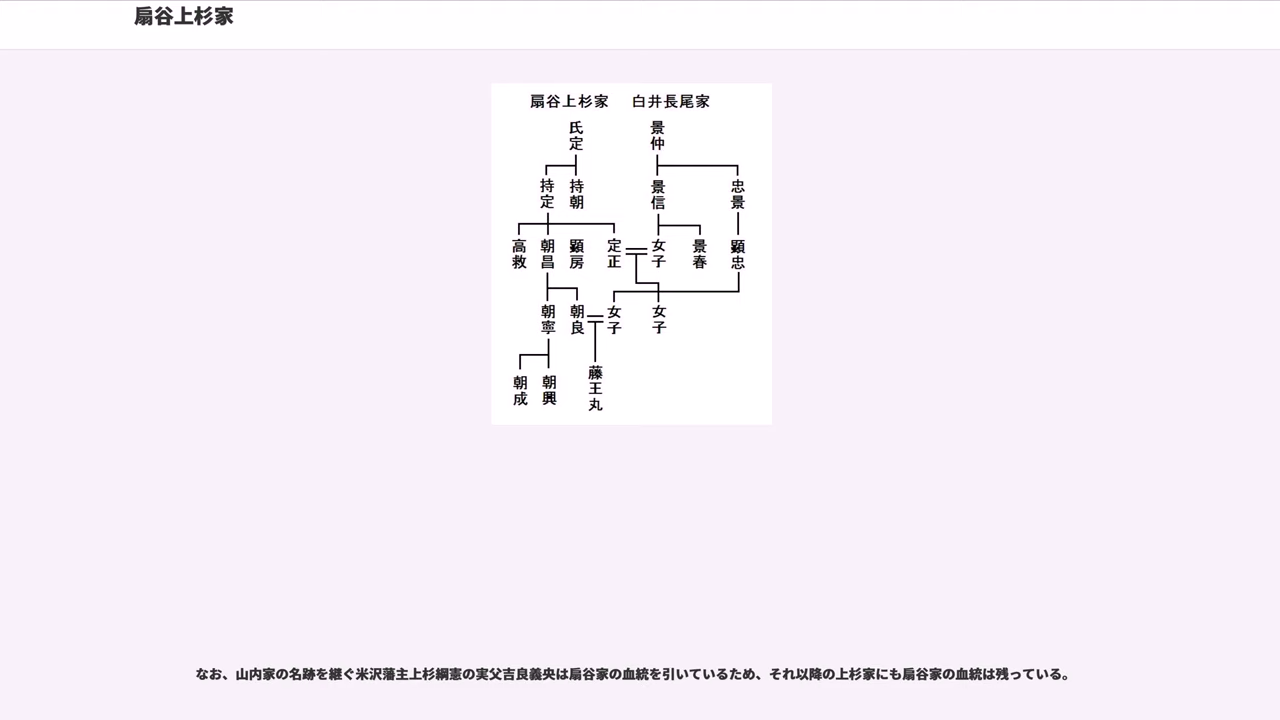 扇谷上杉家
扇谷上杉家 白井長尾家
氏定 景仲
持定 持朝 景信 忠景
高救 朝昌 顕房 定正 女子 景春 顕忠
朝寧 朝良 女子 女子
朝成 朝興 藤王丸
なお、山内家の名跡を継ぐ米沢藩主上杉綱憲の実父吉良義央は扇谷家の血統を引いているため、それ以降の上杉家にも扇谷家の血統は残っている。